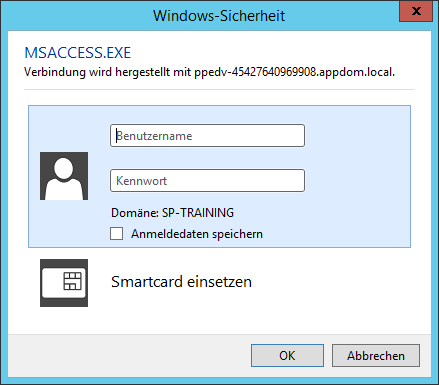 Windows-Sicherheit
MSACCESS.EXE
Verbindung wird hergestellt mit ppedv-45427640969908.appdom.local.
Benutzername
Kennwort
Domäne: SP-TRAINING
Anmeldedaten speichern
Smartcard einsetzen
OK
Abbrechen